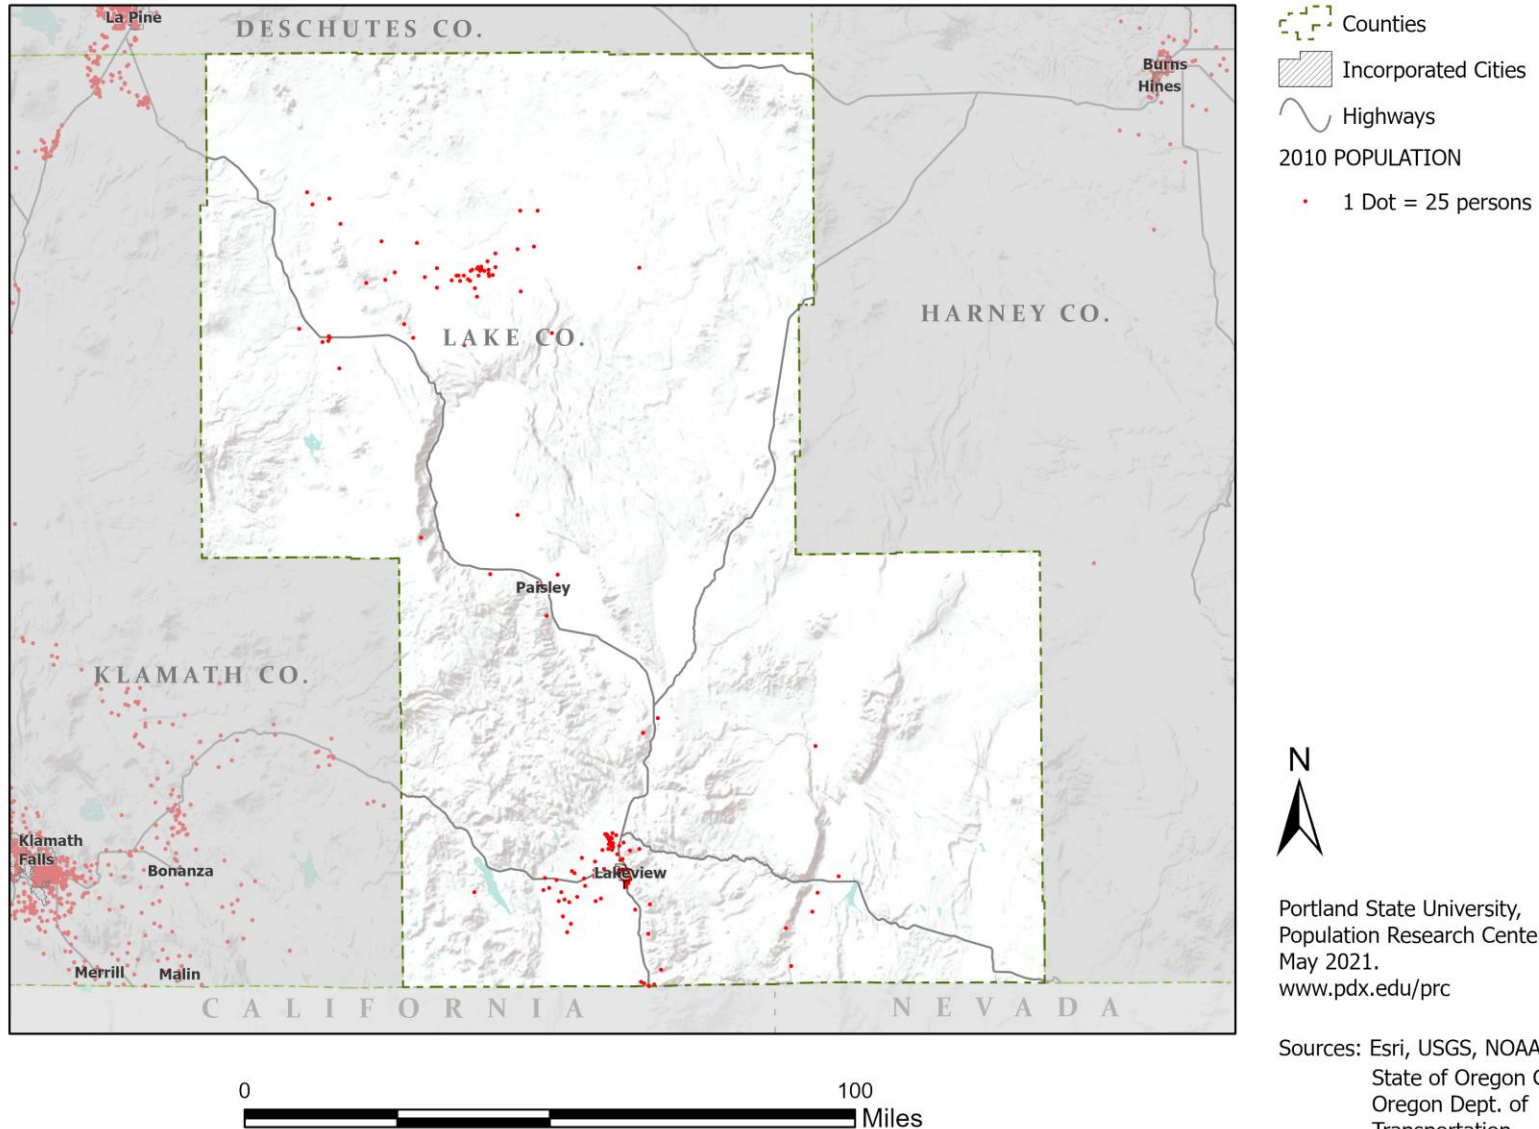 La Pine
DESCHUTES CO.
Burns
Hines
HARNEY CO.
LAKE CO.
Paisley
KLAMATH CO.
Klamath
Falls
Bonanza
Lakeview
Merrill
Malin
CALIFORNIA
NEVADA
0
100
Miles
Counties
Incorporated Cities
Highways
2010 POPULATION
1 Dot = 25 persons
N
Portland State University,
Population Research Cente
May 2021.
www.pdx.edu/prc
Sources: Esri, USGS, NOAA
State of Oregon
Oregon Dept. of
Transportation